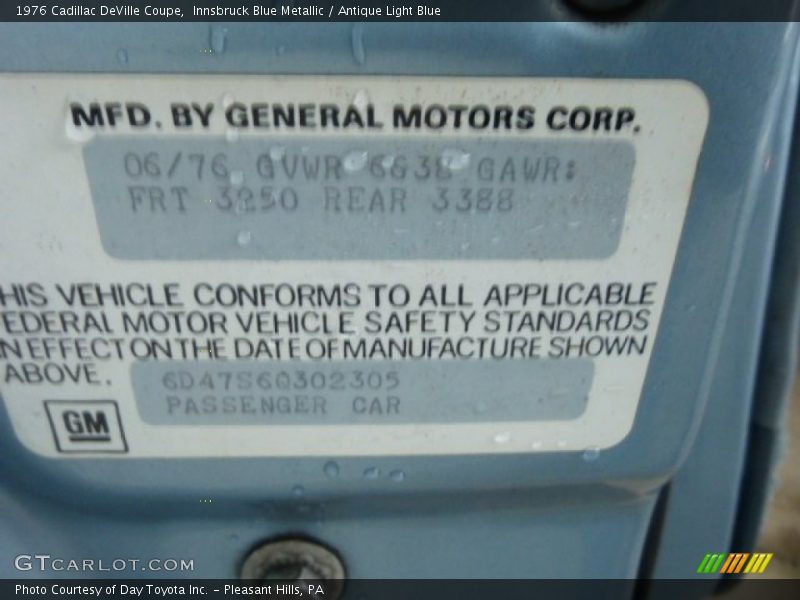 1976 Cadillac DeVille Coupe, Innsbruck Blue Metallic / Antique Light Blue
MFD. BY GENERAL MOTORS CORP.
06/76 GVWR 6638 GAWR:
FRT 3250 REAR 3388
HIS VEHICLE CONFORMS TO ALL APPLICABLE
EDERAL MOTOR VEHICLE SAFETY STANDARDS
N EFFECT ON THE DATE OF MANUFACTURE SHOWN
ABOVE.
6D47S6Q302305
PASSENGER CAR
GM
GTCARLOT.COM
Photo Courtesy of Day Toyota Inc. - Pleasant Hills, PA